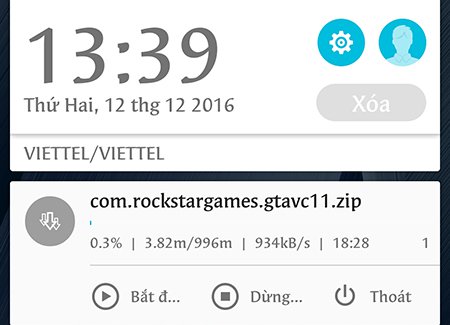 13:39
Thứ Hai, 12 thg 12 2016
Xóa
VIETTEL/VIETTEL
com.rockstargames.gtavc11.zip
0.3% | 3.82m/996m | 934kB/s | 18:28 1
Bắt đ... Dừng... Thoát